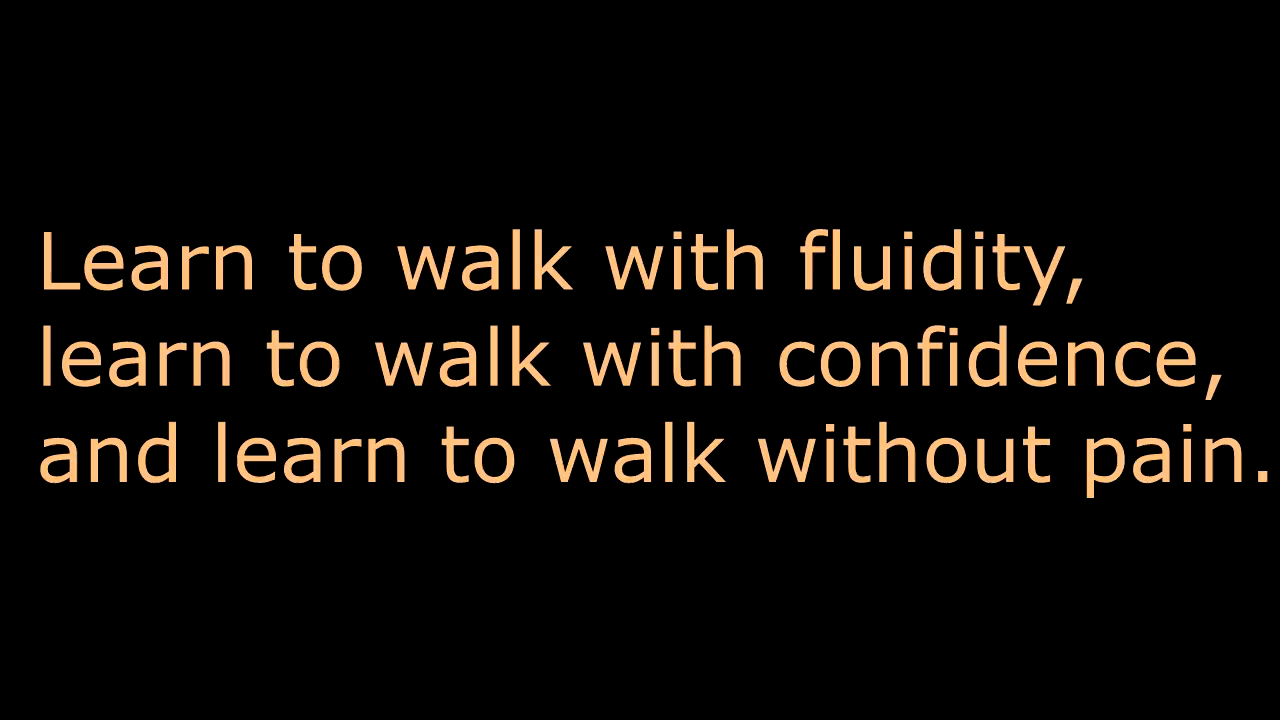 Learn to walk with fluidity,
learn to walk with confidence,
and learn to walk without pain.